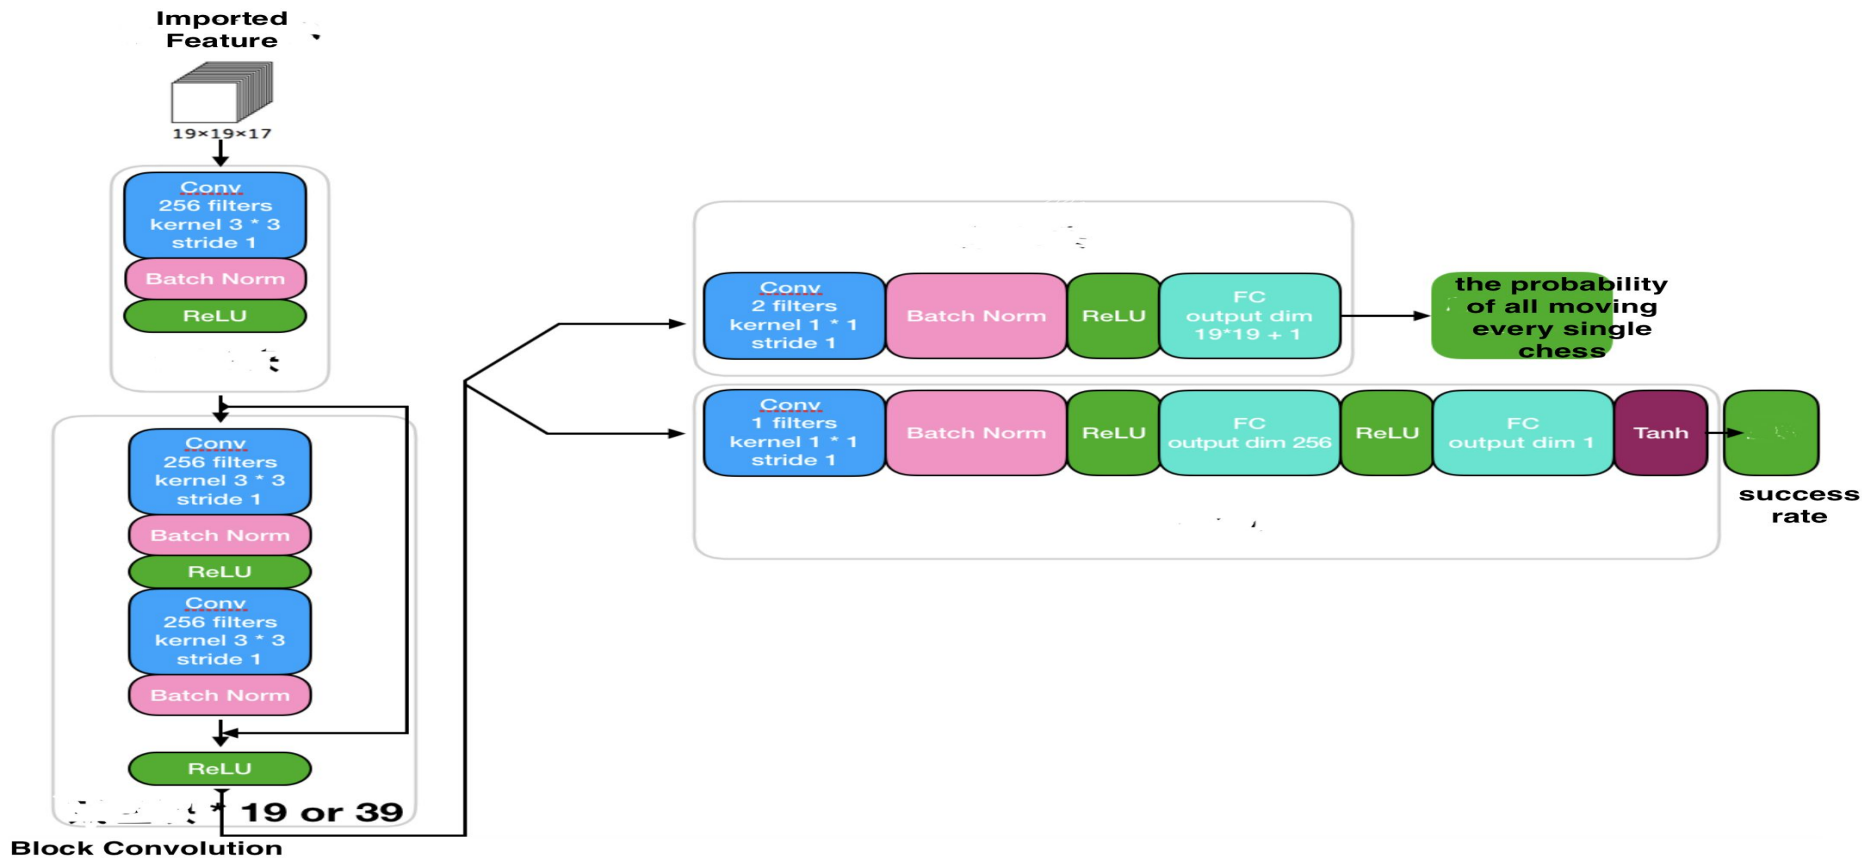 Imported
Feature
19×19×17
Conv
256 filters
kernel 3 * 3
stride 1
Batch Norm
ReLU
Conv
256 filters
kernel 3 * 3
stride 1
Batch Norm
ReLU
Conv
256 filters
kernel 3 * 3
stride 1
Batch Norm
ReLU
* 19 or 39
Block Convolution
Conv
2 filters
kernel 1 * 1
stride 1
Batch Norm
ReLU
FC
output dim
19*19 + 1
the probability
of all moving
every single
chess
Conv
1 filters
kernel 1 * 1
stride 1
Batch Norm
ReLU
FC
output dim 256
ReLU
FC
output dim 1
Tanh
success
rate